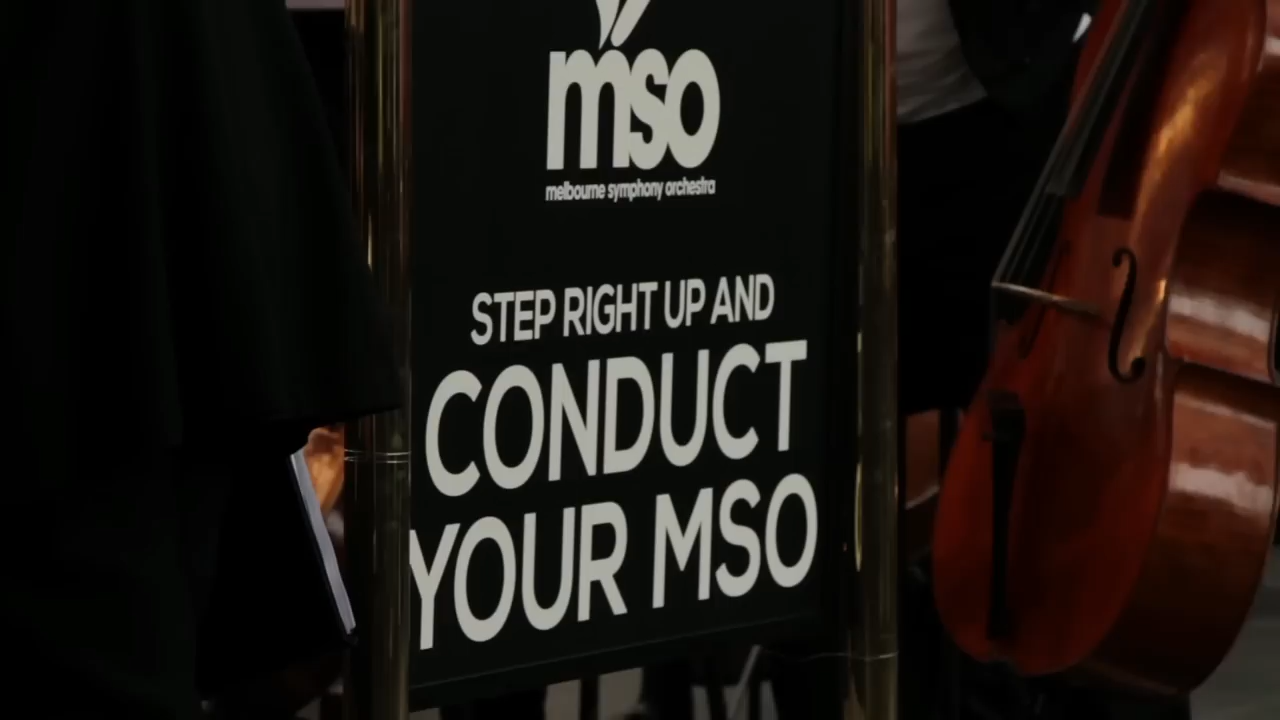 mso
melbourne symphony orchestra
STEP RIGHT UP AND
CONDUCT
YOUR MSO